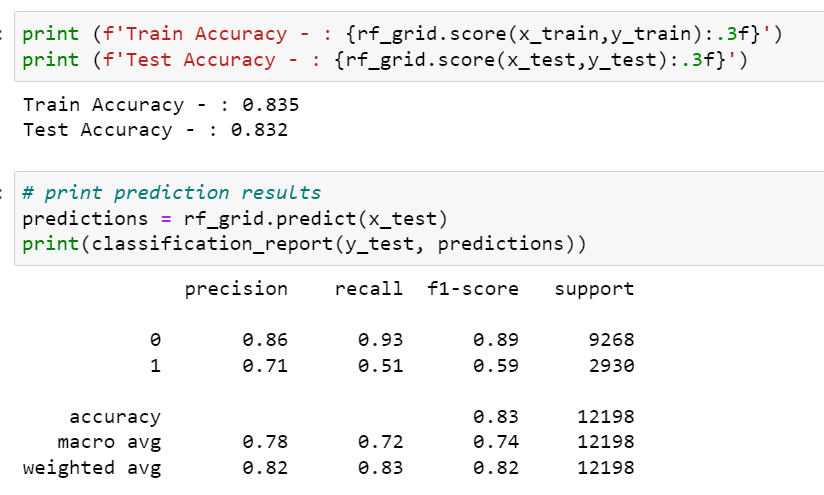 print (f'Train Accuracy - : {rf_grid.score(x_train,y_train):.3f}')
print (f'Test Accuracy - : {rf_grid.score(x_test,y_test):.3f}')
Train Accuracy - : 0.835
Test Accuracy - : 0.832
# print prediction results
predictions = rf_grid.predict(x_test)
print(classification_report(y_test, predictions))
precision recall f1-score support
0 0.86 0.93 0.89 9268
1 0.71 0.51 0.59 2930
accuracy 0.83 12198
macro avg 0.78 0.72 0.74 12198
weighted avg 0.82 0.83 0.82 12198